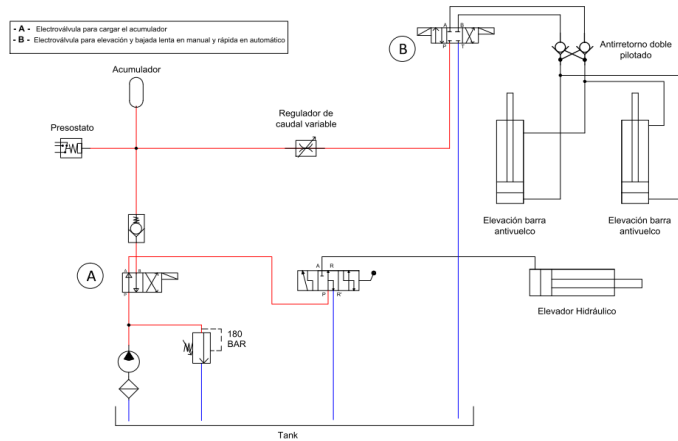 - A - Electroválvula para cargar el acumulador
- B - Electroválvula para elevación y bajada lenta en manual y rápida en automático
A B
B
P T
Antirretorno doble
pilotado
Acumulador
Presostato
Regulador de
caudal variable
Elevación barra
antivuelco
Elevación barra
antivuelco
A
A
P
A R
P R'
Elevador Hidráulico
180
BAR
Tank